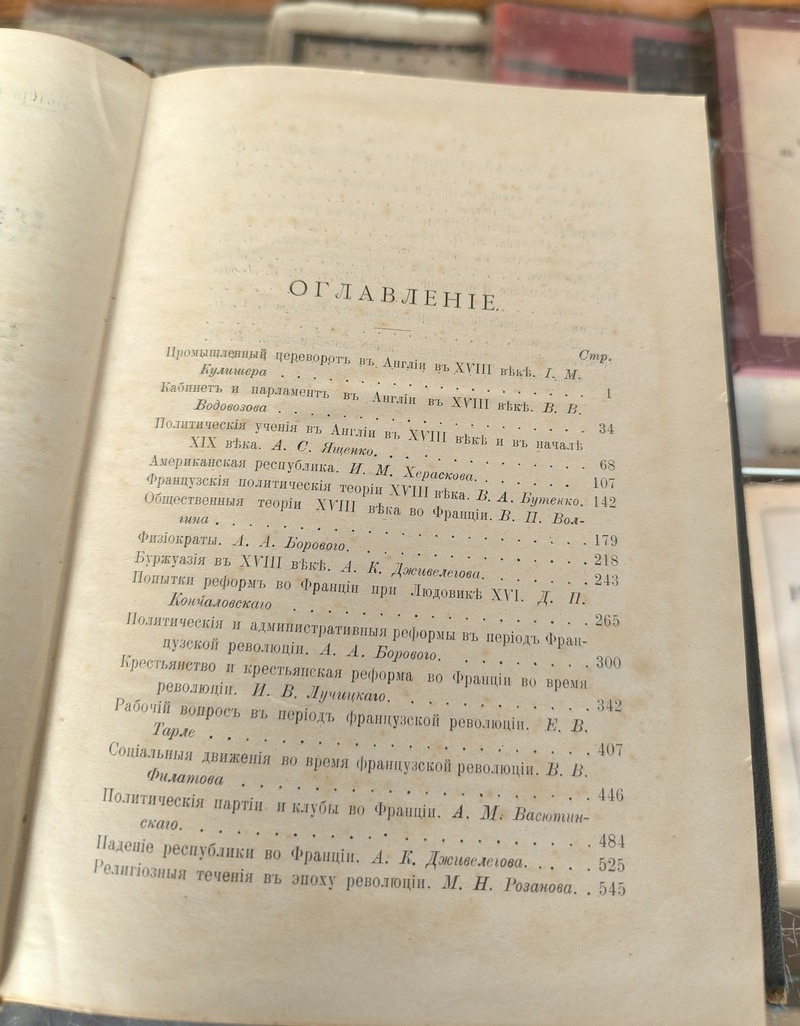 ОГЛАВЛЕНІЕ.
Стр.
Промышленный переворотъ въ Англіи въ XVIII вѣкѣ. I. М.
Кулишера . . . . . . . . . . . . . . . . 1
Кабинетъ и парламентъ въ Англіи въ XVIII вѣкѣ. В. В.
Водовозова . . . . . . . . . . . . . . . . 34
Политическія ученія въ Англіи въ XVIII вѣкѣ и въ началѣ
XIX вѣка. А. С. Ященко. . . . . . . . . . . . 68
Американская республика. И. М. Хераскова. . . . . . . 107
Французскія политическія теоріи XVIII вѣка. В. А. Бутенко. 142
Общественныя теоріи XVIII вѣка во Франціи. В. П. Вол-
гина . . . . . . . . . . . . . . . . . . 179
Физіократы. А. А. Борового. . . . . . . . . . . . 218
Буржуазія въ XVIII вѣкѣ. А. К. Дживелегова. . . . . . . 243
Попытки реформъ во Франціи при Людовикѣ XVI. Д. П.
Кончаловскаго . . . . . . . . . . . . . . . 265
Политическія и административныя реформы въ періодъ Фран-
цузской революціи. А. А. Борового. . . . . . . . . 300
Крестьянство и крестьянская реформа во Франціи во время
революціи. И. В. Лучицкаго. . . . . . . . . . . 342
Рабочій вопросъ въ періодъ французской революціи. Е. В.
Тарле . . . . . . . . . . . . . . . . . . 407
Соціальныя движенія во время французской революціи. В. В.
Филатова . . . . . . . . . . . . . . . . . 446
Политическія партіи и клубы во Франціи. А. М. Васютин-
скаго. . . . . . . . . . . . . . . . . . 484
Паденіе республики во Франціи. А. К. Дживелегова. . . . . 525
Религіозныя теченія въ эпоху революціи. М. Н. Розанова. . 545